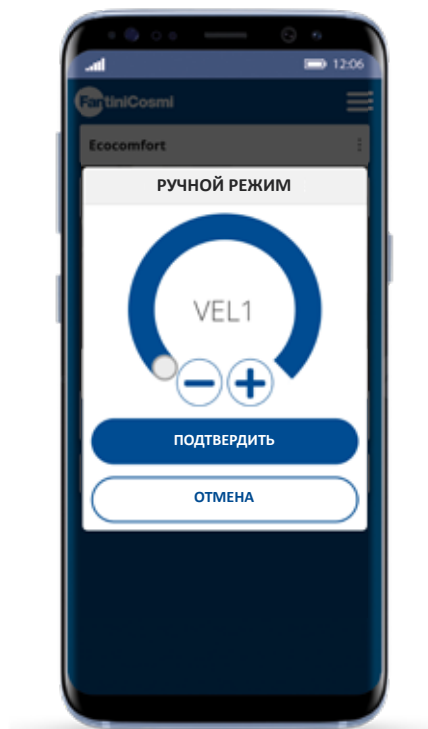 12:06
FantiniCosmi
Ecocomfort
РУЧНОЙ РЕЖИМ
VEL1
ПОДТВЕРДИТЬ
ОТМЕНА